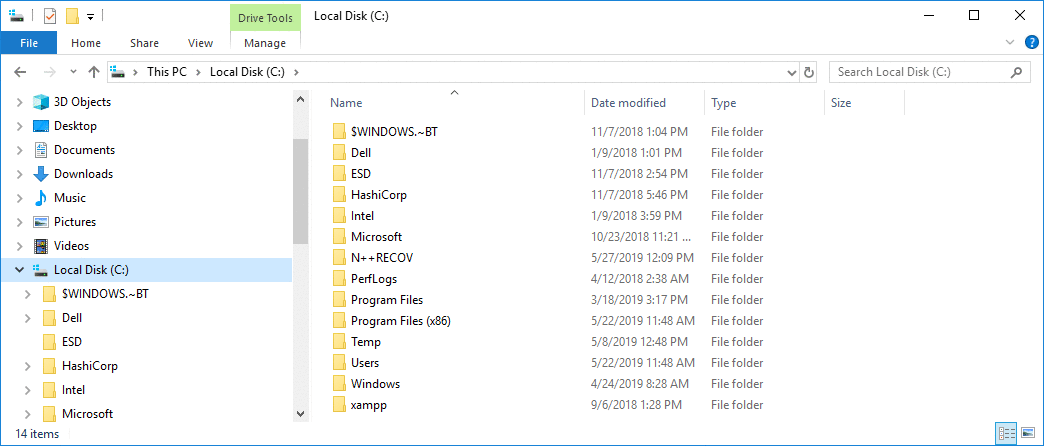 Drive Tools Local Disk (C:)
File Home Share View Manage
This PC Local Disk (C:) Search Local Disk (C:)
3D Objects
Desktop
Documents
Downloads
Music
Pictures
Videos
Local Disk (C:)
$WINDOWS.~BT
Dell
ESD
HashiCorp
Intel
Microsoft
Name Date modified Type Size
$WINDOWS.~BT 11/7/2018 1:04 PM File folder
Dell 1/9/2018 1:01 PM File folder
ESD 11/7/2018 2:54 PM File folder
HashiCorp 11/7/2018 5:46 PM File folder
Intel 1/9/2018 3:59 PM File folder
Microsoft 10/23/2018 11:21 ... File folder
N++RECOV 5/27/2019 12:09 PM File folder
PerfLogs 4/12/2018 2:38 AM File folder
Program Files 3/18/2019 3:17 PM File folder
Program Files (x86) 5/22/2019 11:48 AM File folder
Temp 5/8/2019 12:48 PM File folder
Users 5/22/2019 11:48 AM File folder
Windows 4/24/2019 8:28 AM File folder
xampp 9/6/2018 1:28 PM File folder
14 items